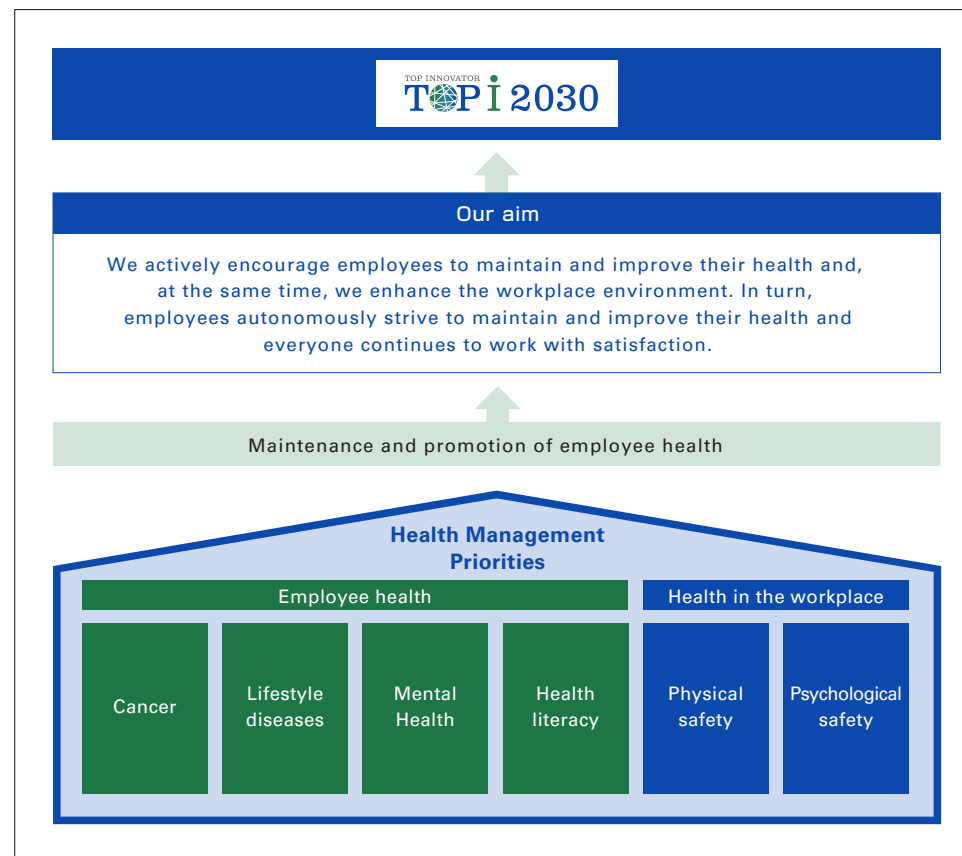 TOP INNOVATOR
TOP i 2030
Our aim
We actively encourage employees to maintain and improve their health and,
at the same time, we enhance the workplace environment. In turn,
employees autonomously strive to maintain and improve their health and
everyone continues to work with satisfaction.
Maintenance and promotion of employee health
Health Management
Priorities
Employee health
Health in the workplace
Cancer
Lifestyle
diseases
Mental
Health
Health
literacy
Physical
safety
Psychological
safety